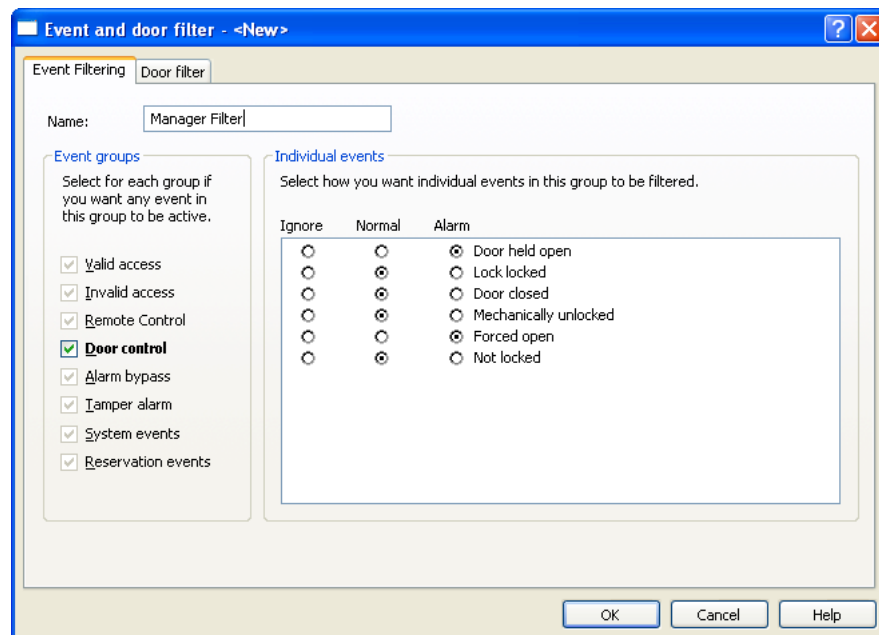 Event and door filter - <New>
Event Filtering Door filter
Name: Manager Filter
Event groups
Select for each group if
you want any event in
this group to be active.
Valid access
Invalid access
Remote Control
Door control
Alarm bypass
Tamper alarm
System events
Reservation events
Individual events
Select how you want individual events in this group to be filtered.
Ignore Normal Alarm
Door held open
Lock locked
Door closed
Mechanically unlocked
Forced open
Not locked
OK Cancel Help